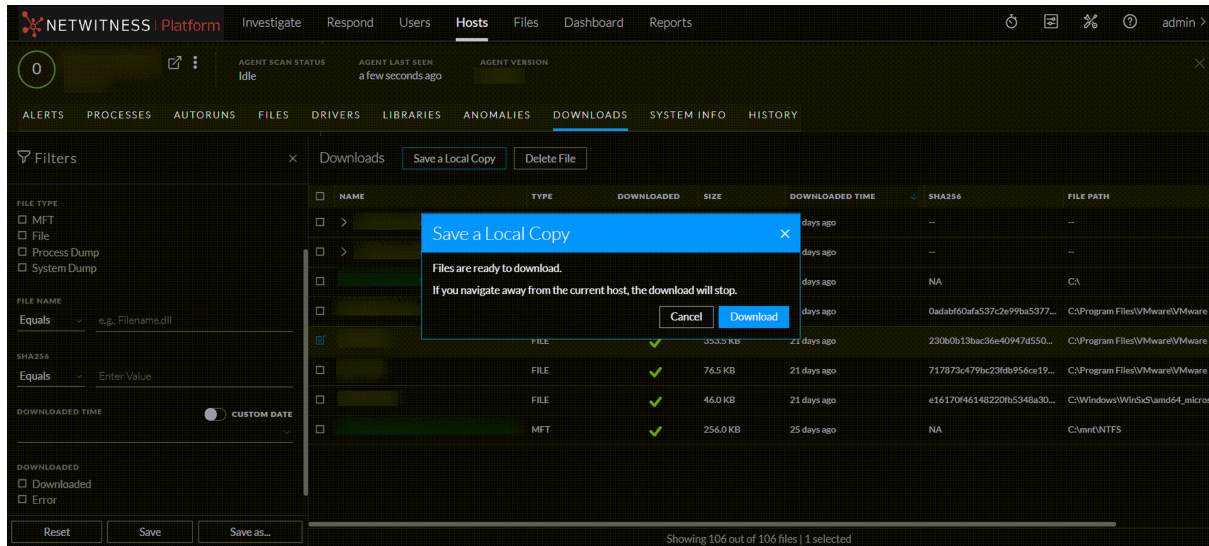 NETWITNESS | Platform Investigate Respond Users Hosts Files Dashboard Reports admin
0 AGENT SCAN STATUS AGENT LAST SEEN AGENT VERSION
Idle a few seconds ago
ALERTS PROCESSES AUTORUNS FILES DRIVERS LIBRARIES ANOMALIES DOWNLOADS SYSTEM INFO HISTORY
Filters Downloads Save a Local Copy Delete File
NAME TYPE DOWNLOADED SIZE DOWNLOADED TIME SHA256 FILE PATH
FILE TYPE
MFT
File
Process Dump
System Dump
FILE NAME
Equals e.g., Filename.dll
SHA256
Equals Enter Value
DOWNLOADED TIME CUSTOM DATE
DOWNLOADED
Downloaded
Error
Reset Save Save as...
Save a Local Copy
Files are ready to download.
If you navigate away from the current host, the download will stop.
Cancel Download
days ago -- --
days ago -- --
days ago NA C:\
days ago 0adabf60afa537c2e99ba5377... C:\Program Files\VMware\VMware
FILE 353.5 KB 21 days ago 230b0b13bac36e40947d550... C:\Program Files\VMware\VMware
FILE 76.5 KB 21 days ago 717873c479bc23fdb956ce19... C:\Program Files\VMware\VMware
FILE 46.0 KB 21 days ago e16170f46148220fb5348a30... C:\Windows\WinSxS\amd64_micros
MFT 256.0 KB 25 days ago NA C:\mnt\NTFS
Showing 106 out of 106 files | 1 selected